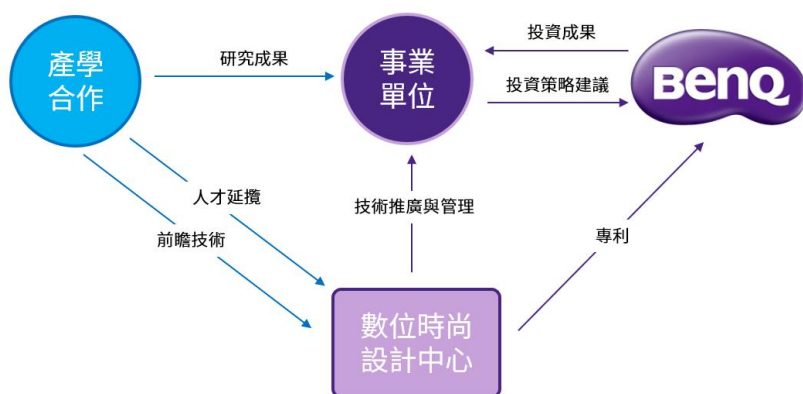 產學
合作
研究成果
事業
單位
投資成果
投資策略建議
BenQ
人才延攬
前瞻技術
技術推廣與管理
專利
數位時尚
設計中心